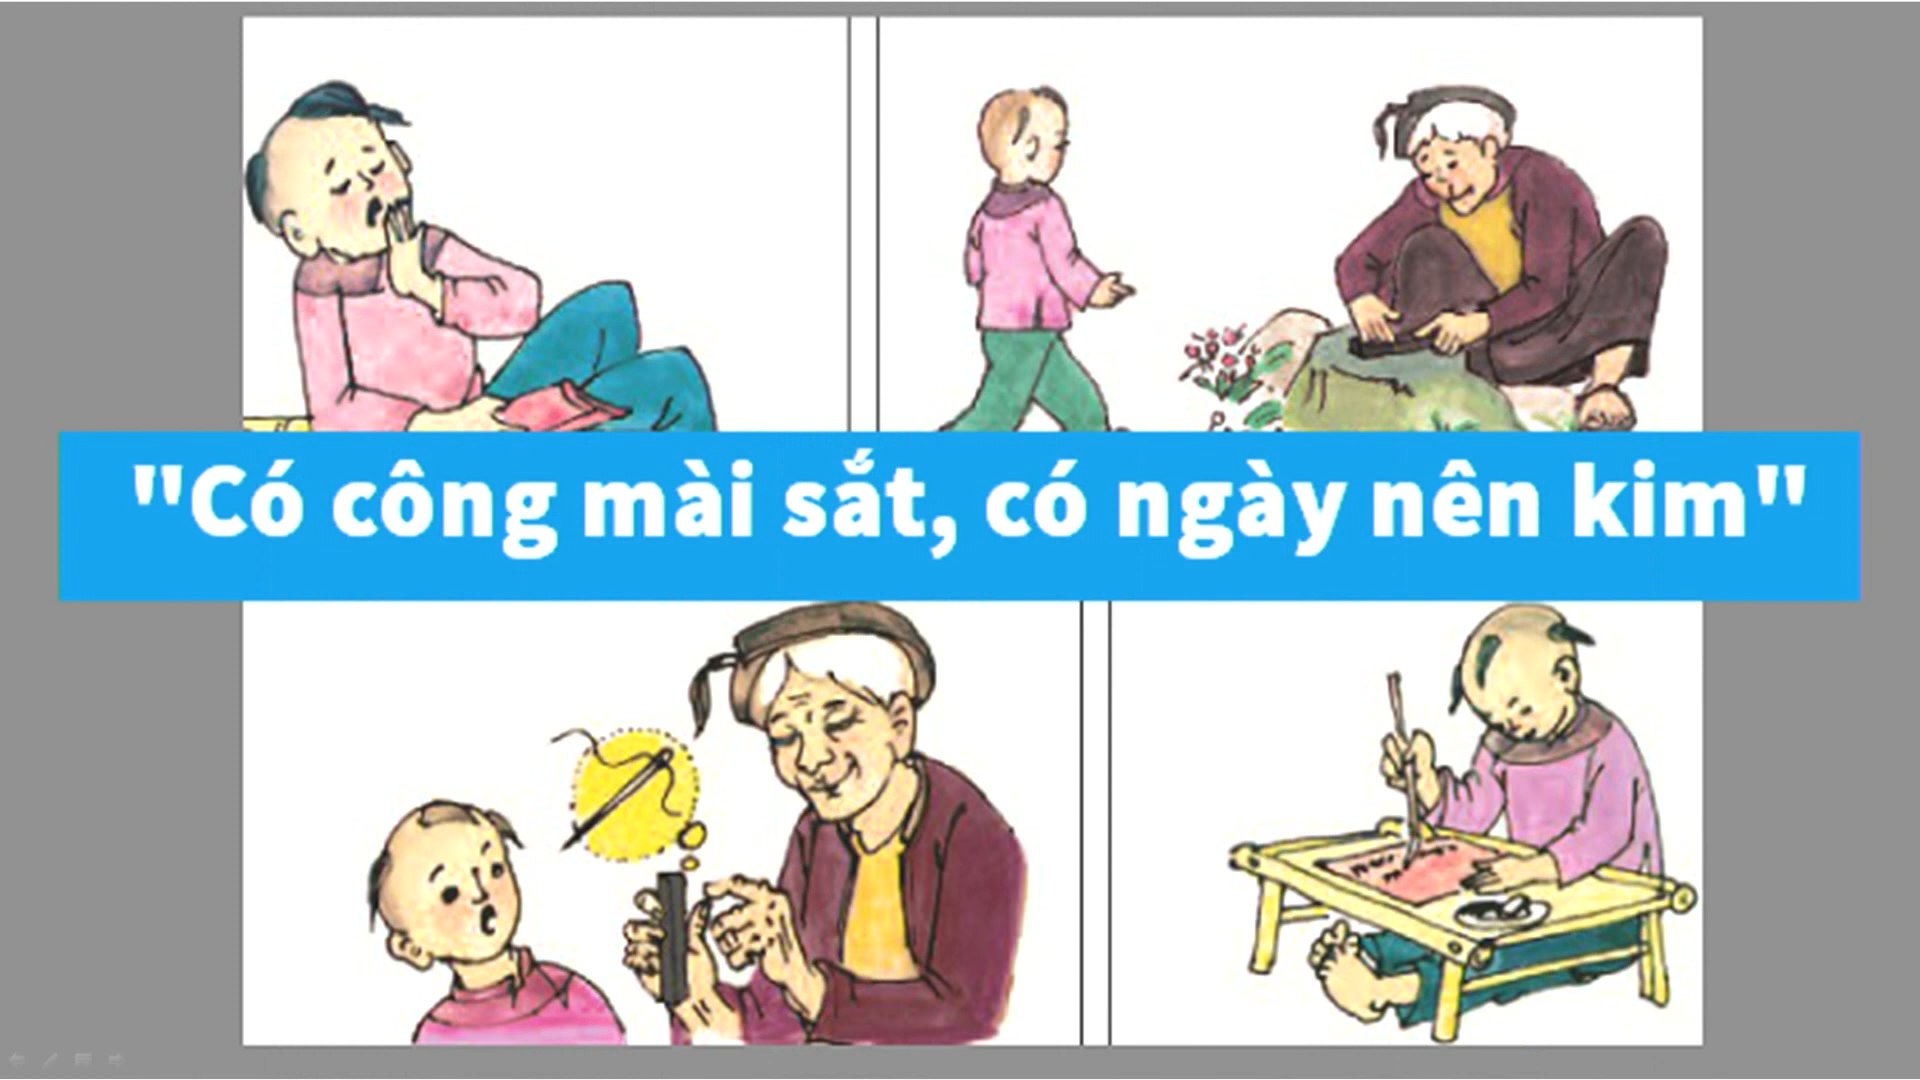 "Có công mài sắt, có ngày nên kim"